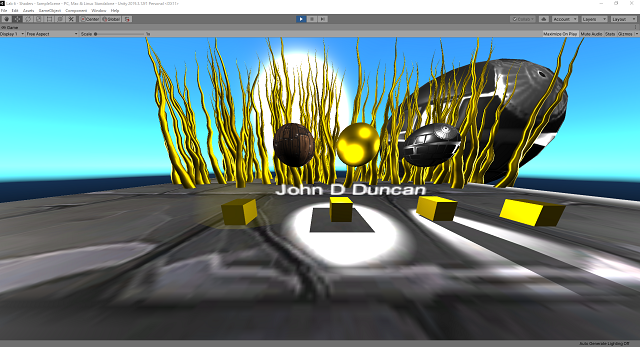 Lab 6 - Shaders - SampleScene - PC, Mac & Linux Standalone - Unity 2019.3.13f1 Personal <DX11>
File Edit Assets GameObject Component Window Help
Center Global Collab Account Layers Layout
Game
Display 1 Free Aspect Scale 1x Maximize On Play Mute Audio Stats Gizmos
John D Duncan
Auto Generate Lighting Off